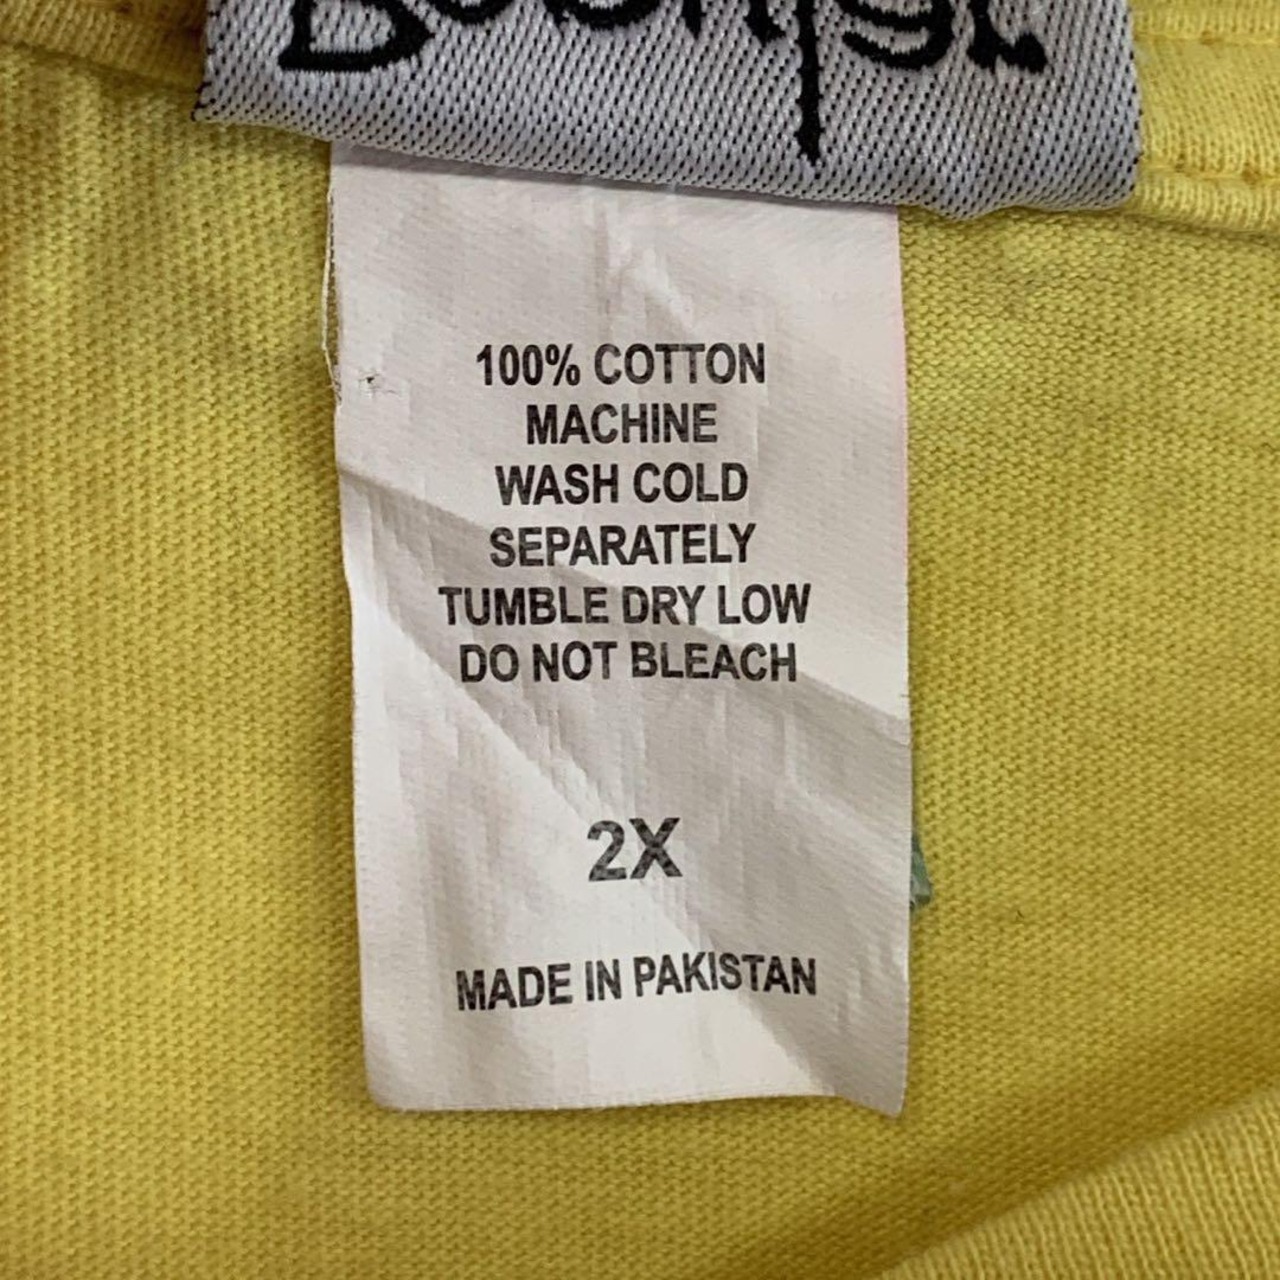 100% COTTON
MACHINE
WASH COLD
SEPARATELY
TUMBLE DRY LOW
DO NOT BLEACH
2X
MADE IN PAKISTAN